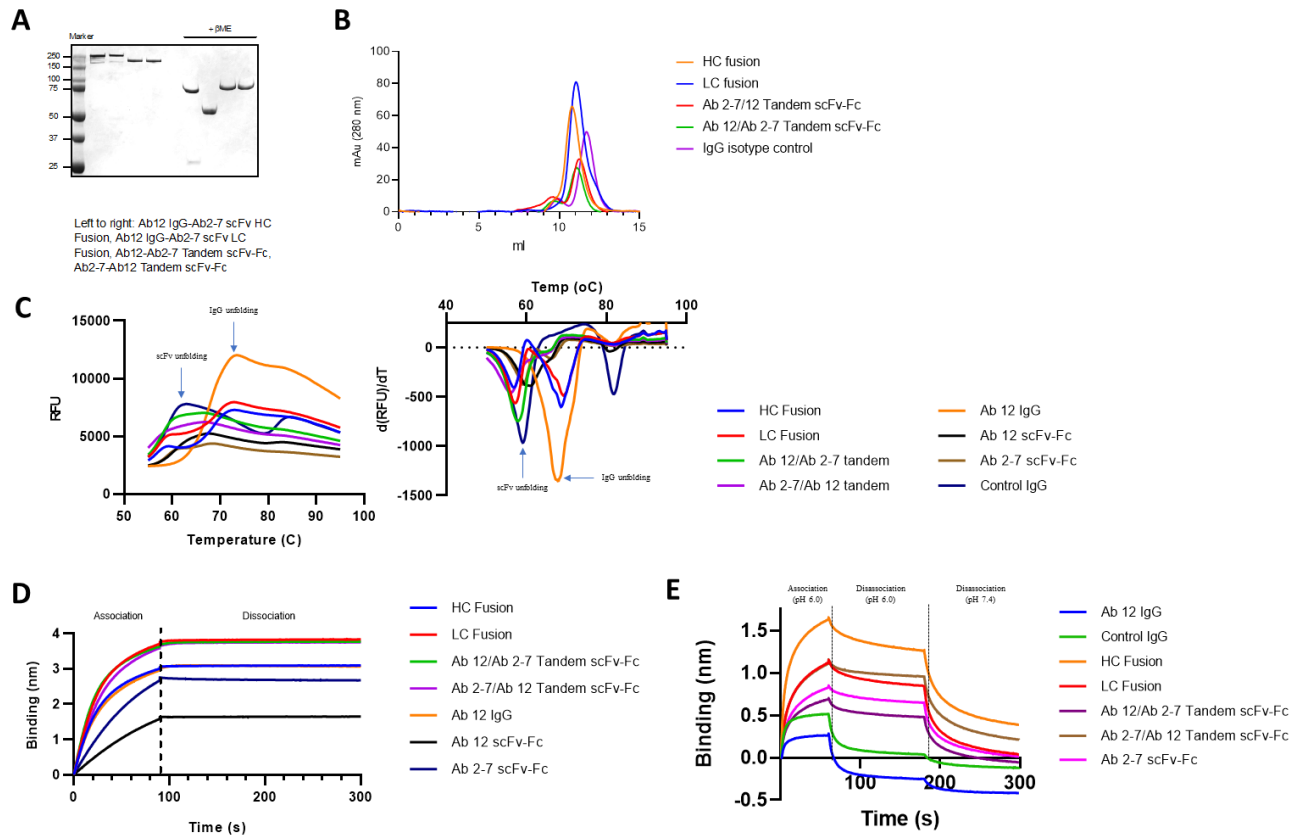 A
+ βME
Marker
250
150
100
75
50
37
25
Left to right: Ab12 IgG-Ab2-7 scFv HC
Fusion, Ab12 IgG-Ab2-7 scFv LC
Fusion, Ab12-Ab2-7 Tandem scFv-Fc,
Ab2-7-Ab12 Tandem scFv-Fc
B
100
80
60
40
20
0
mAu (280 nm)
0
5
10
15
ml
HC fusion
LC fusion
Ab 2-7/12 Tandem scFv-Fc
Ab 12/Ab 2-7 Tandem scFv-Fc
IgG isotype control
C
15000
10000
5000
0
RFU
scFv unfolding
IgG unfolding
50
60
70
80
90
100
Temperature (C)
Temp (oC)
40
60
80
100
0
-500
-1000
-1500
d(RFU)/dT
scFv unfolding
IgG unfolding
HC Fusion
LC Fusion
Ab 12/Ab 2-7 tandem
Ab 2-7/Ab 12 tandem
Ab 12 IgG
Ab 12 scFv-Fc
Ab 2-7 scFv-Fc
Control IgG
D
Association
Dissociation
4
3
2
1
0
Binding (nm)
0
100
200
300
Time (s)
HC Fusion
LC Fusion
Ab 12/Ab 2-7 Tandem scFv-Fc
Ab 2-7/Ab 12 Tandem scFv-Fc
Ab 12 IgG
Ab 12 scFv-Fc
Ab 2-7 scFv-Fc
E
Association
(pH 6.0)
Disassociation
(pH 6.0)
Disassociation
(pH 7.4)
1.5
1.0
0.5
0.0
-0.5
Binding (nm)
100
200
300
Time (s)
Ab 12 IgG
Control IgG
HC Fusion
LC Fusion
Ab 12/Ab 2-7 Tandem scFv-Fc
Ab 2-7/Ab 12 Tandem scFv-Fc
Ab 2-7 scFv-Fc